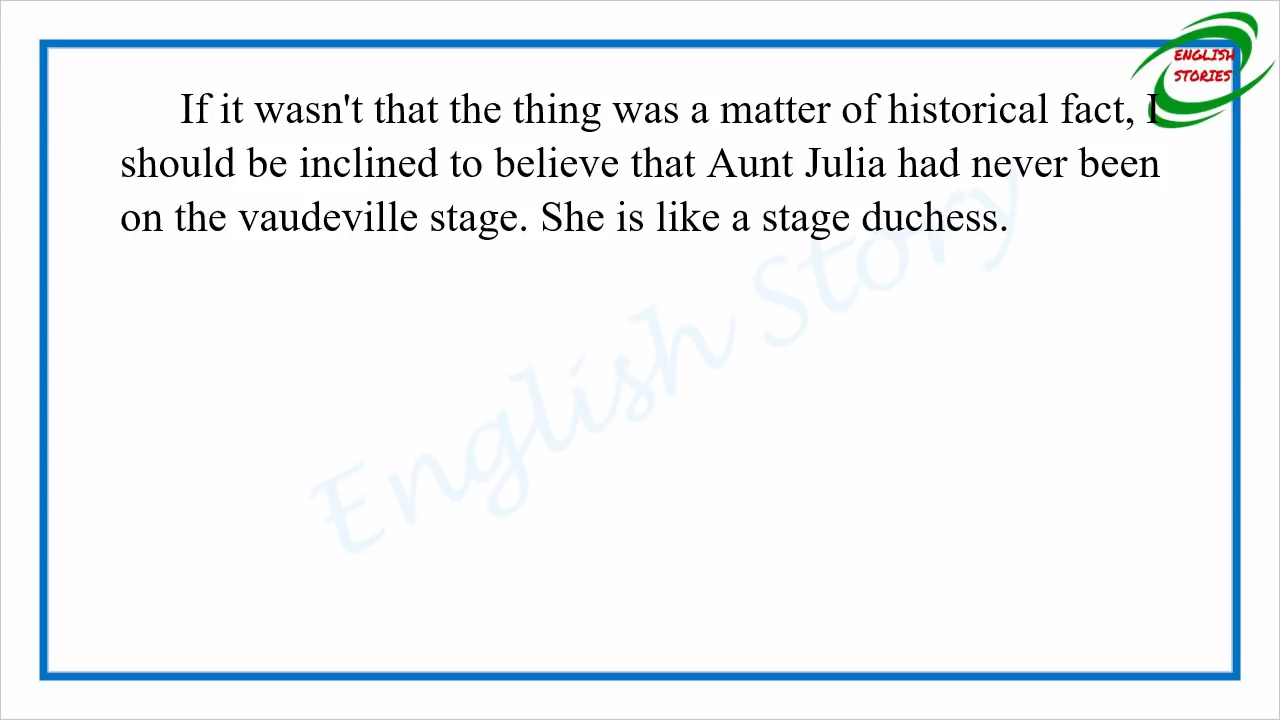 ENGLISH
STORIES
If it wasn't that the thing was a matter of historical fact, I
should be inclined to believe that Aunt Julia had never been
on the vaudeville stage. She is like a stage duchess.
English Story